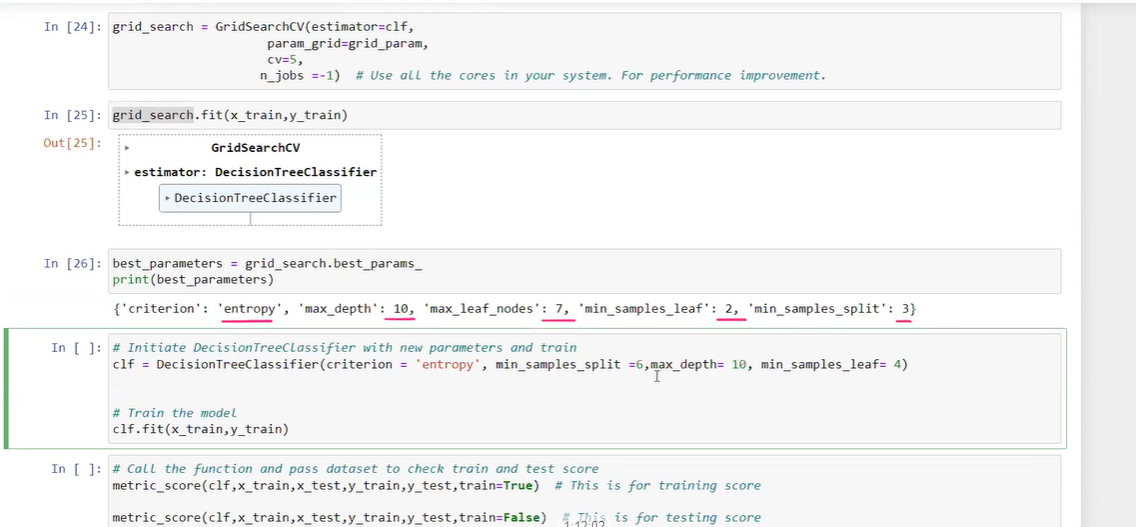 In [24]: grid_search = GridSearchCV(estimator=clf,
param_grid=grid_param,
cv=5,
n_jobs =-1)  # Use all the cores in your system. For performance improvement.
In [25]: grid_search.fit(x_train,y_train)
Out[25]:
GridSearchCV
estimator: DecisionTreeClassifier
DecisionTreeClassifier
In [26]: best_parameters = grid_search.best_params_
print(best_parameters)
{'criterion': 'entropy', 'max_depth': 10, 'max_leaf_nodes': 7, 'min_samples_leaf': 2, 'min_samples_split': 3}
In [ ]: # Initiate DecisionTreeClassifier with new parameters and train
clf = DecisionTreeClassifier(criterion = 'entropy', min_samples_split =6,max_depth= 10, min_samples_leaf= 4)
# Train the model
clf.fit(x_train,y_train)
In [ ]: # Call the function and pass dataset to check train and test score
metric_score(clf,x_train,x_test,y_train,y_test,train=True)  # This is for training score
metric_score(clf,x_train,x_test,y_train,y_test,train=False)  # This is for testing score
1:12:02